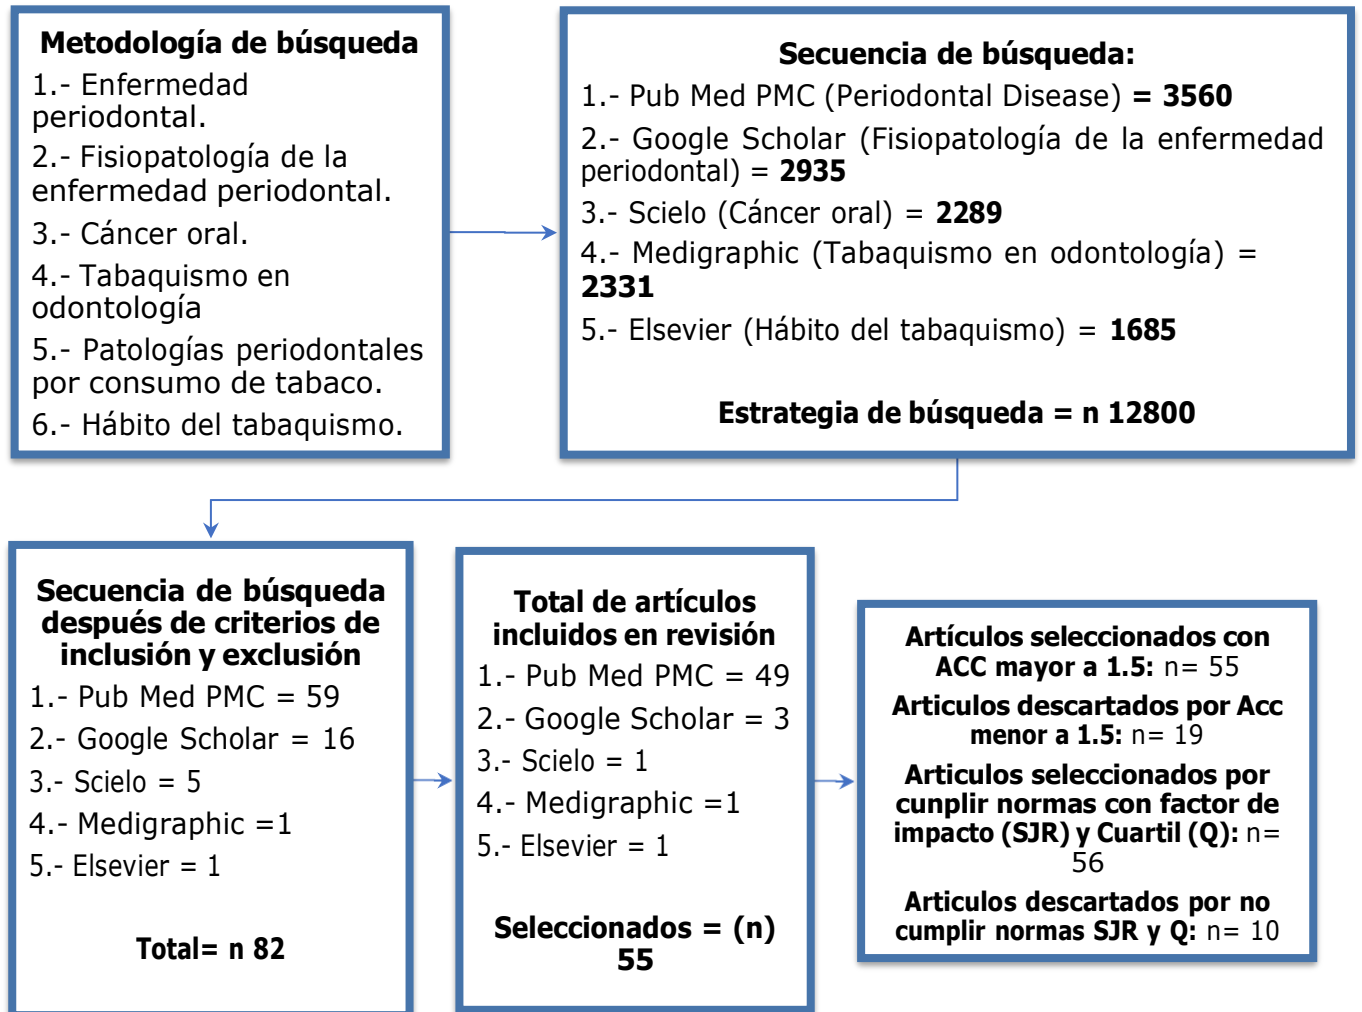 Metodología de búsqueda
1.- Enfermedad
periodontal.
2.- Fisiopatología de la
enfermedad periodontal.
3.- Cáncer oral.
4.- Tabaquismo en
odontología
5.- Patologías periodontales
por consumo de tabaco.
6.- Hábito del tabaquismo.
Secuencia de búsqueda:
1.- Pub Med PMC (Periodontal Disease) = 3560
2.- Google Scholar (Fisiopatología de la enfermedad
periodontal) = 2935
3.- Scielo (Cáncer oral) = 2289
4.- Medigraphic (Tabaquismo en odontología) =
2331
5.- Elsevier (Hábito del tabaquismo) = 1685
Estrategia de búsqueda = n 12800
Secuencia de búsqueda
después de criterios de
inclusión y exclusión
1.- Pub Med PMC = 59
2.- Google Scholar = 16
3.- Scielo = 5
4.- Medigraphic =1
5.- Elsevier = 1
Total= n 82
Total de artículos
incluidos en revisión
1.- Pub Med PMC = 49
2.- Google Scholar = 3
3.- Scielo = 1
4.- Medigraphic =1
5.- Elsevier = 1
Seleccionados = (n)
55
Artículos seleccionados con
ACC mayor a 1.5: n= 55
Articulos descartados por Acc
menor a 1.5: n= 19
Articulos seleccionados por
cunplir normas con factor de
impacto (SJR) y Cuartil (Q): n=
56
Articulos descartados por no
cumplir normas SJR y Q: n= 10